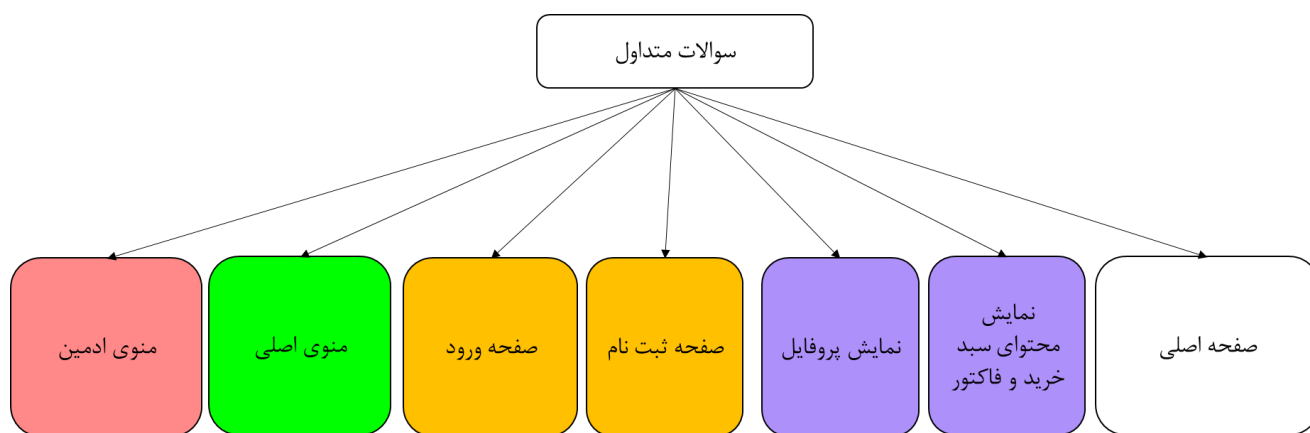 سوالات متداول
صفحه اصلی
نمایش
محتوای سبد
خرید و فاکتور
نمایش پروفایل
صفحه ثبت نام
صفحه ورود
منوی اصلی
منوی ادمین